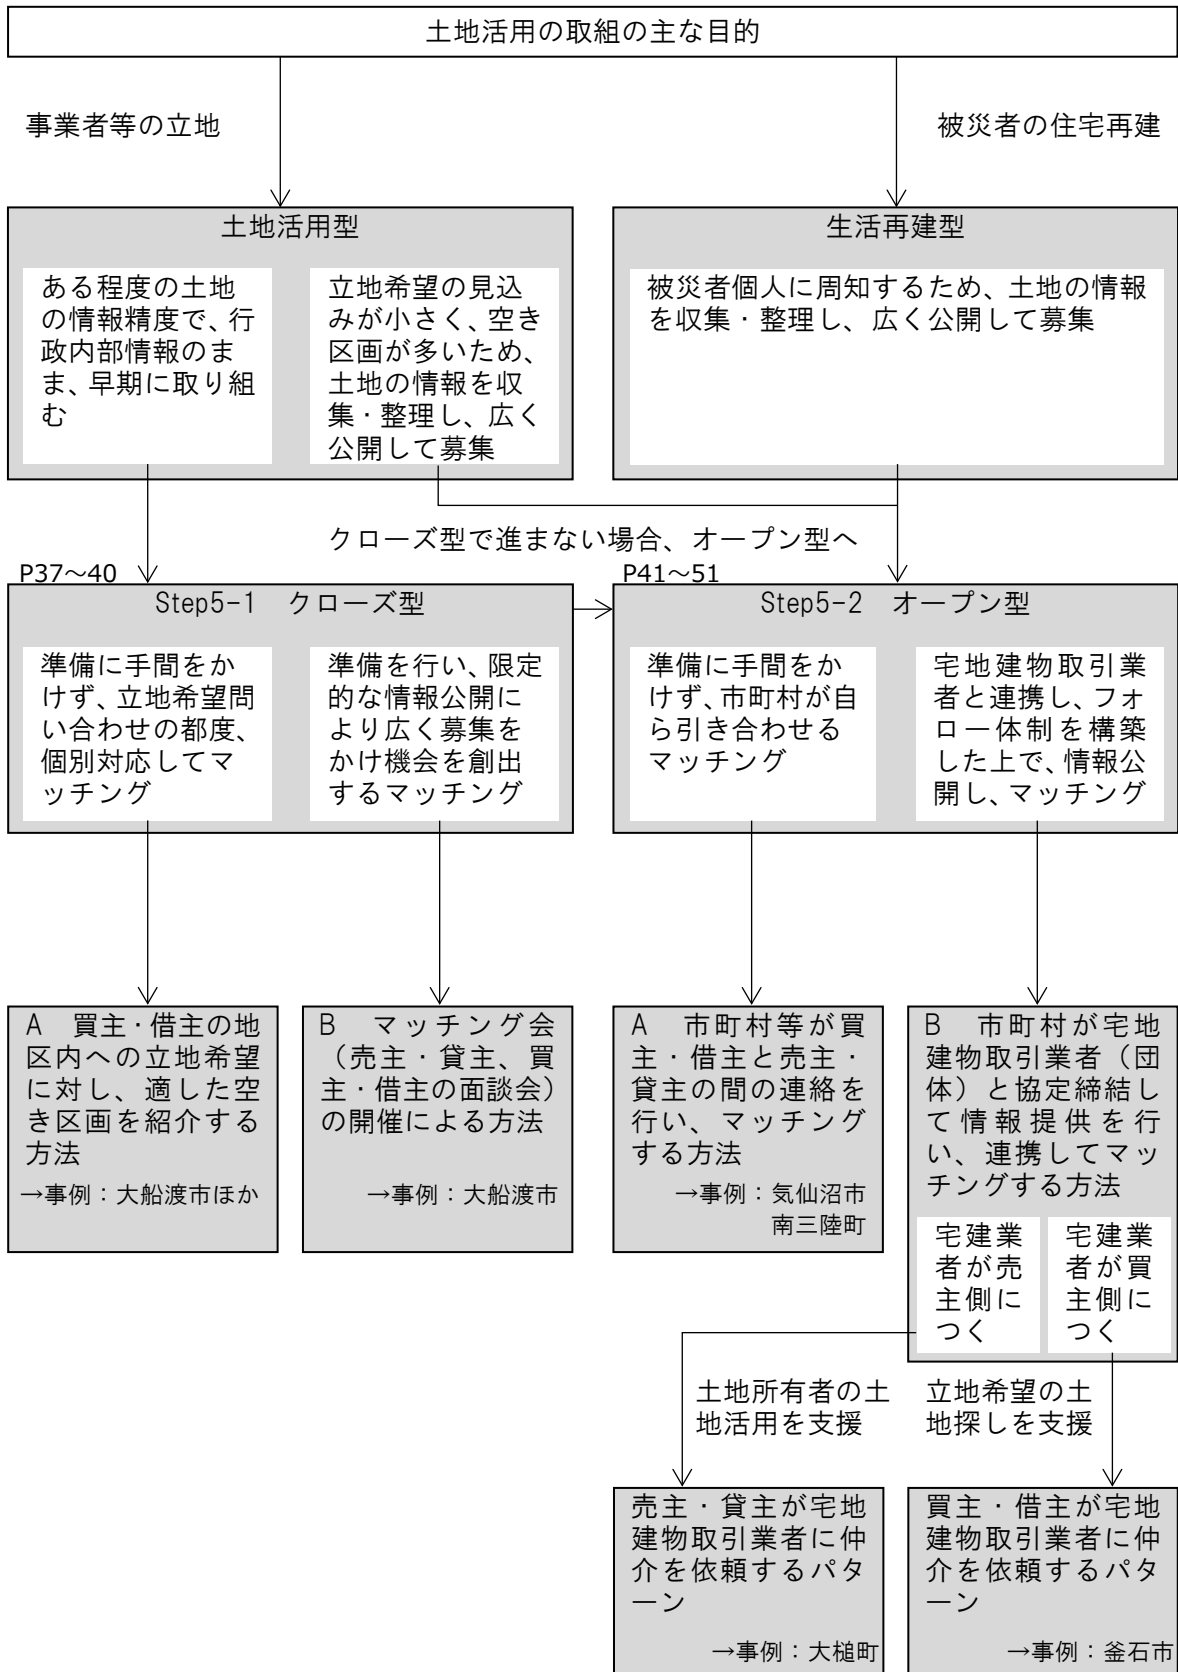 土地活用の取組の主な目的
事業者等の立地
被災者の住宅再建
土地活用型
ある程度の土地
の情報精度で、行
政内部情報のま
ま、早期に取り組
む
立地希望の見込
みが小さく、空き
区画が多いため、
土地の情報を収
集・整理し、広く
公開して募集
生活再建型
被災者個人に周知するため、土地の情報
を収集・整理し、広く公開して募集
クローズ型で進まない場合、オープン型へ
P37～40
Step5-1 クローズ型
準備に手間をか
けず、立地希望問
い合わせの都度、
個別対応してマ
ッチング
準備を行い、限定
的な情報公開に
より広く募集を
かけ機会を創出
するマッチング
P41～51
Step5-2 オープン型
準備に手間をか
けず、市町村が自
ら引き合わせる
マッチング
宅地建物取引業
者と連携し、フォ
ロー体制を構築
した上で、情報公
開し、マッチング
A 買主・借主の地
区内への立地希望
に対し、適した空
き区画を紹介する
方法
→事例：大船渡市ほか
B マッチング会
（売主・貸主、買
主・借主の面談会）
の開催による方法
→事例：大船渡市
A 市町村等が買
主・借主と売主・
貸主の間の連絡を
行い、マッチング
する方法
→事例：気仙沼市
南三陸町
B 市町村が宅地
建物取引業者（団
体）と協定締結し
て情報提供を行
い、連携してマッ
チングする方法
宅建業
者が売
主側に
つく
宅建業
者が買
主側に
つく
土地所有者の土
地活用を支援
立地希望の土
地探しを支援
売主・貸主が宅地
建物取引業者に仲
介を依頼するパタ
ーン
→事例：大槌町
買主・借主が宅地
建物取引業者に仲
介を依頼するパタ
ーン
→事例：釜石市